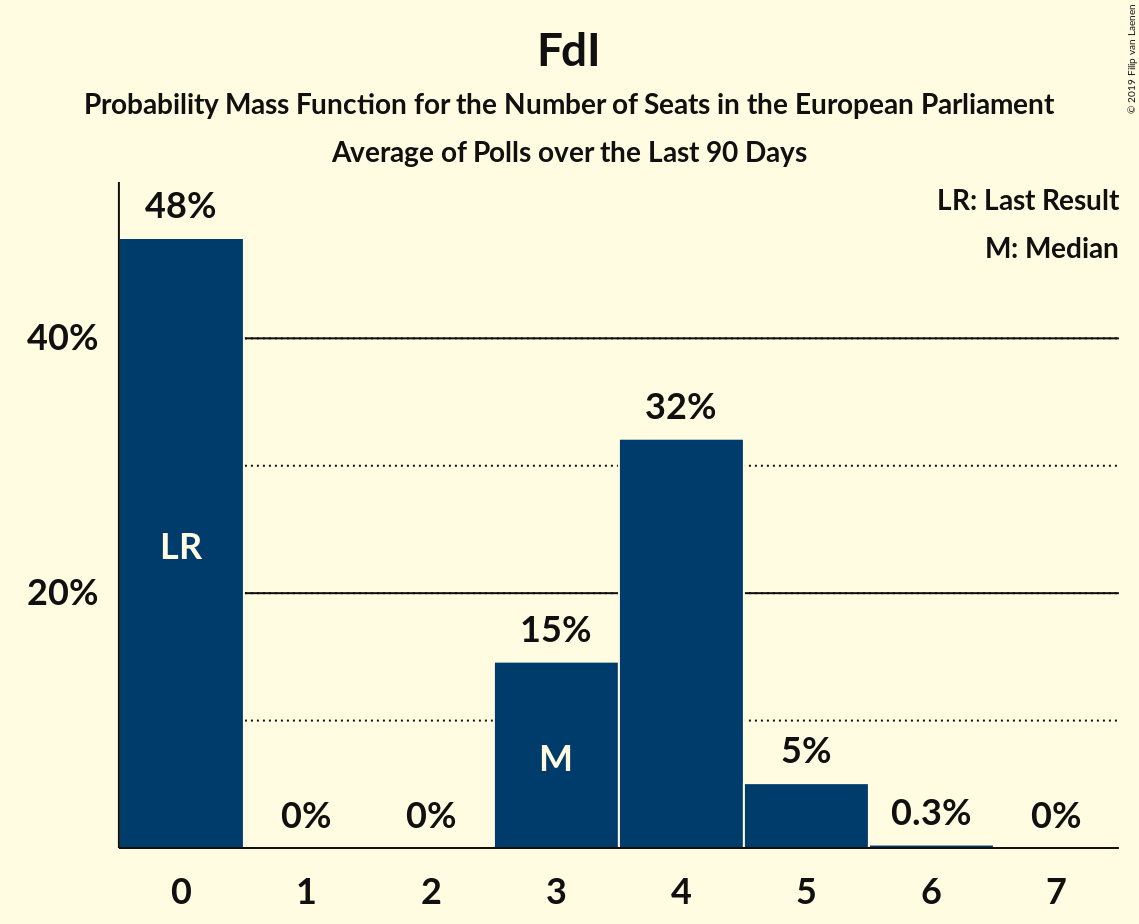 FdI
Probability Mass Function for the Number of Seats in the European Parliament
Average of Polls over the Last 90 Days
© 2019 Filip van Laenen
LR: Last Result
M: Median
48%
40%
32%
LR
20%
15%
M
5%
0% 0% 0.3% 0%
0 1 2 3 4 5 6 7